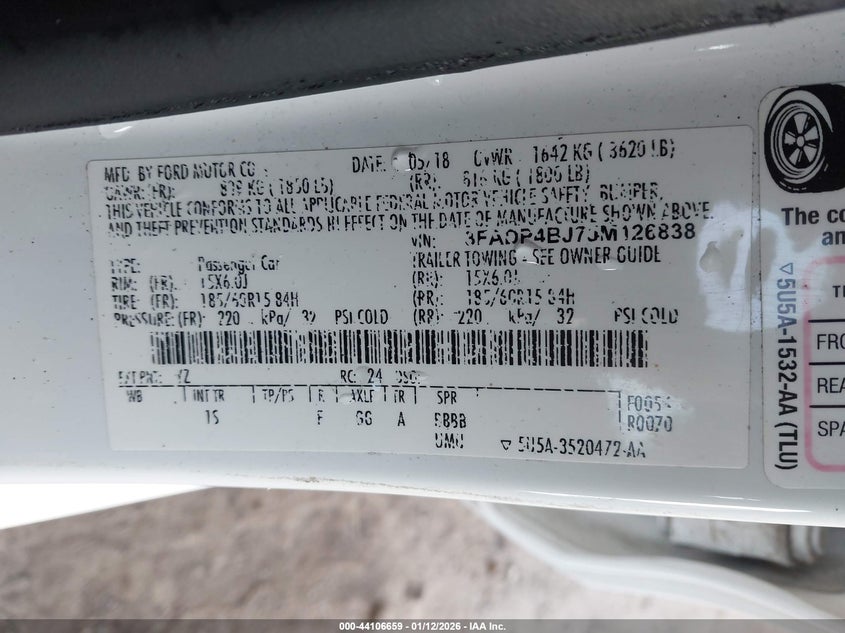 MFD. BY FORD MOTOR CO.
DATE: 05/18 GVWR: 1642 KG ( 3620 LB)
GAWR: (FR): 839 KG ( 1850 LB) (RR): 816 KG ( 1800 LB)
THIS VEHICLE CONFORMS TO ALL APPLICABLE FEDERAL MOTOR VEHICLE SAFETY, BUMPER,
AND THEFT PREVENTION STANDARDS IN EFFECT ON THE DATE OF MANUFACTURE SHOWN ABOVE.
VIN: 3FADP4BJ7JM126838
TYPE: Passenger Car TRAILER TOWING - SEE OWNER GUIDE
RIM: (FR): 15X6.0J (RR): 15X6.0J
TIRE: (FR): 185/60R15 84H (RR): 185/60R15 84H
PRESSURE: (FR) 220 kPa/ 32 PSI COLD (RR) 220 kPa/ 32 PSI COLD
EXT PNT: YZ RC: 24 DSO:
WB INT TR TP/PS R AXLE TR SPR
15 F GG A BBBB
UMU
F0054
R0070
▽ 5U5A-3520472-AA
The co
an
▽5U5A-1532-AA (TLU)
FRO
REA
SPA
000-44106659 - 01/12/2026 - IAA Inc.